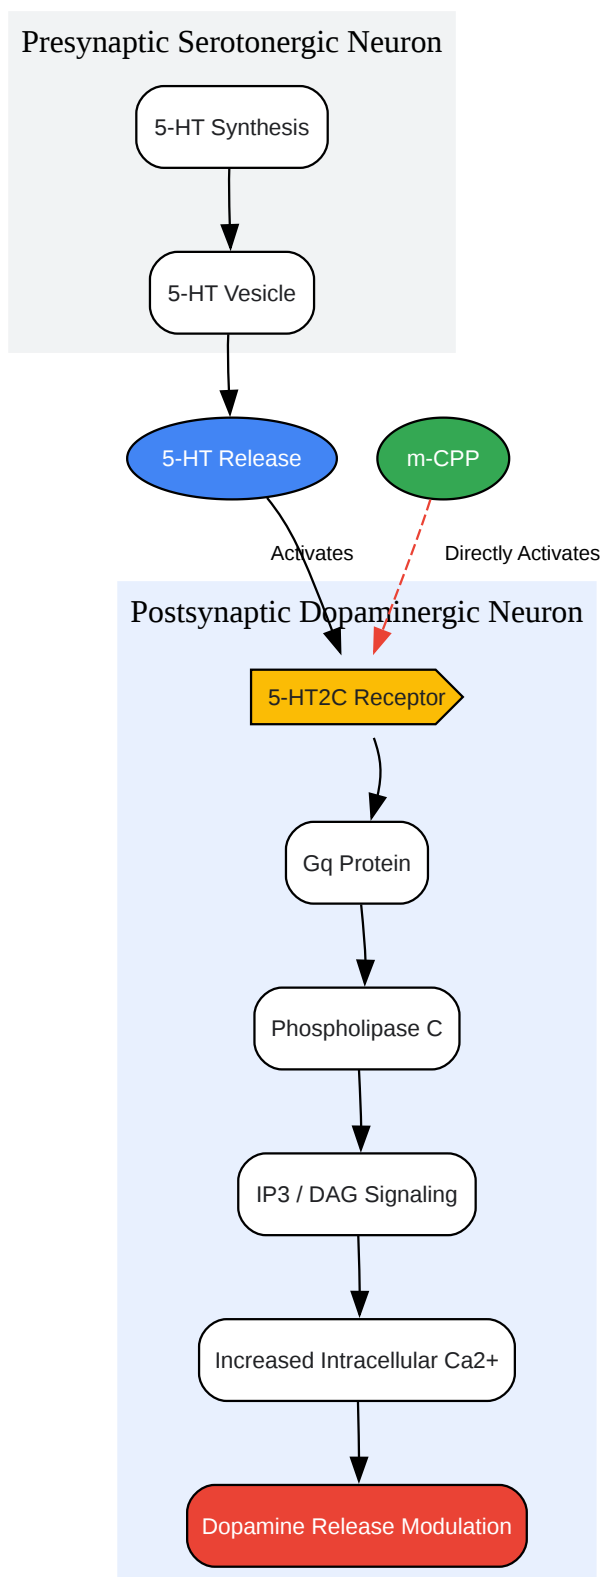 Presynaptic Serotonergic Neuron
5-HT Synthesis
5-HT Vesicle
5-HT Release
m-CPP
Activates
Directly Activates
Postsynaptic Dopaminergic Neuron
5-HT2C Receptor
Gq Protein
Phospholipase C
IP3 / DAG Signaling
Increased Intracellular Ca2+
Dopamine Release Modulation